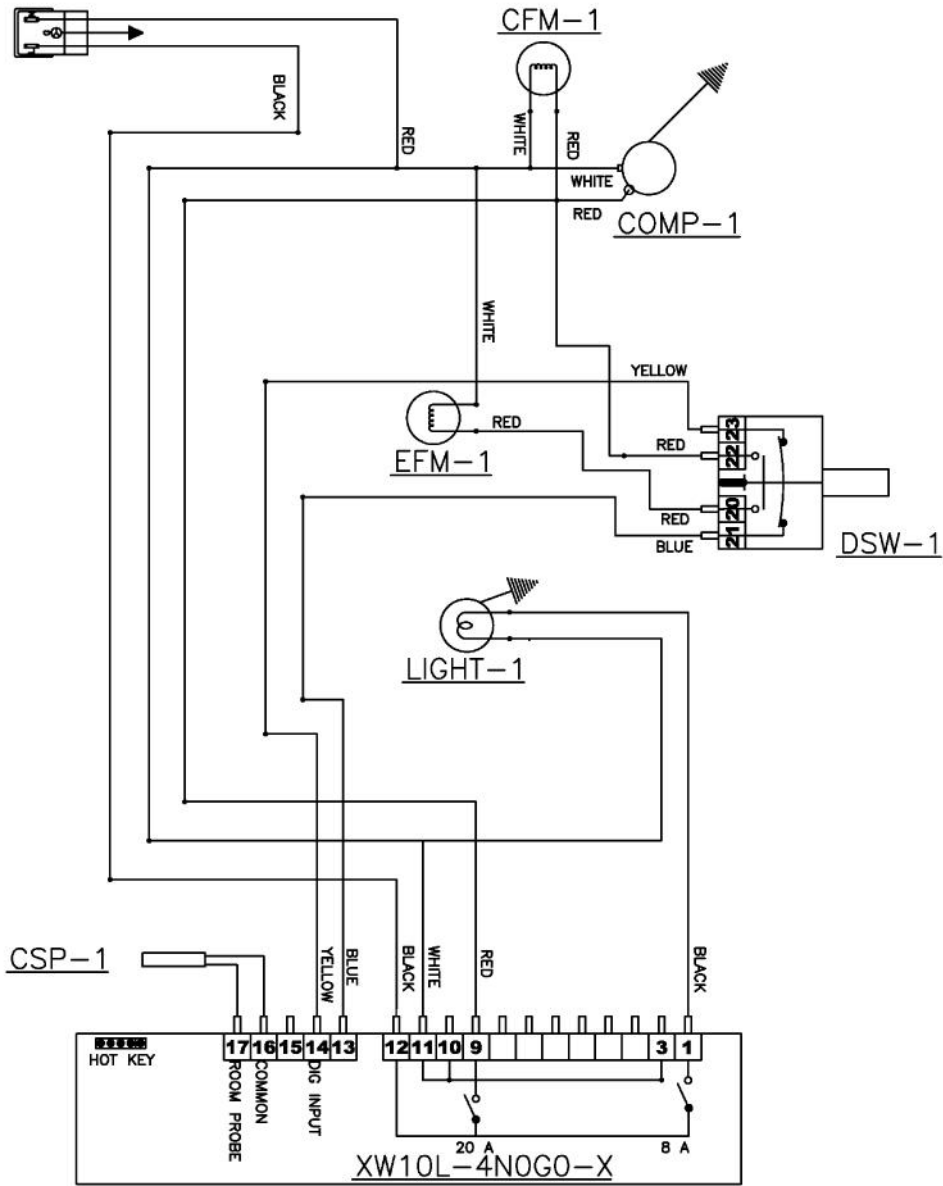 CFM-1
BLACK
RED
WHITE
RED
WHITE
RED
COMP-1
WHITE
YELLOW
RED
EFM-1
RED
23
22
20
21
RED
BLUE
DSW-1
LIGHT-1
CSP-1
YELLOW
BLUE
BLACK
WHITE
RED
BLACK
HOT KEY
17 16 15 14 13 12 11 10 9 3 1
ROOM PROBE
COMMON
DIG INPUT
20 A
8 A
XW10L-4N0G0-X